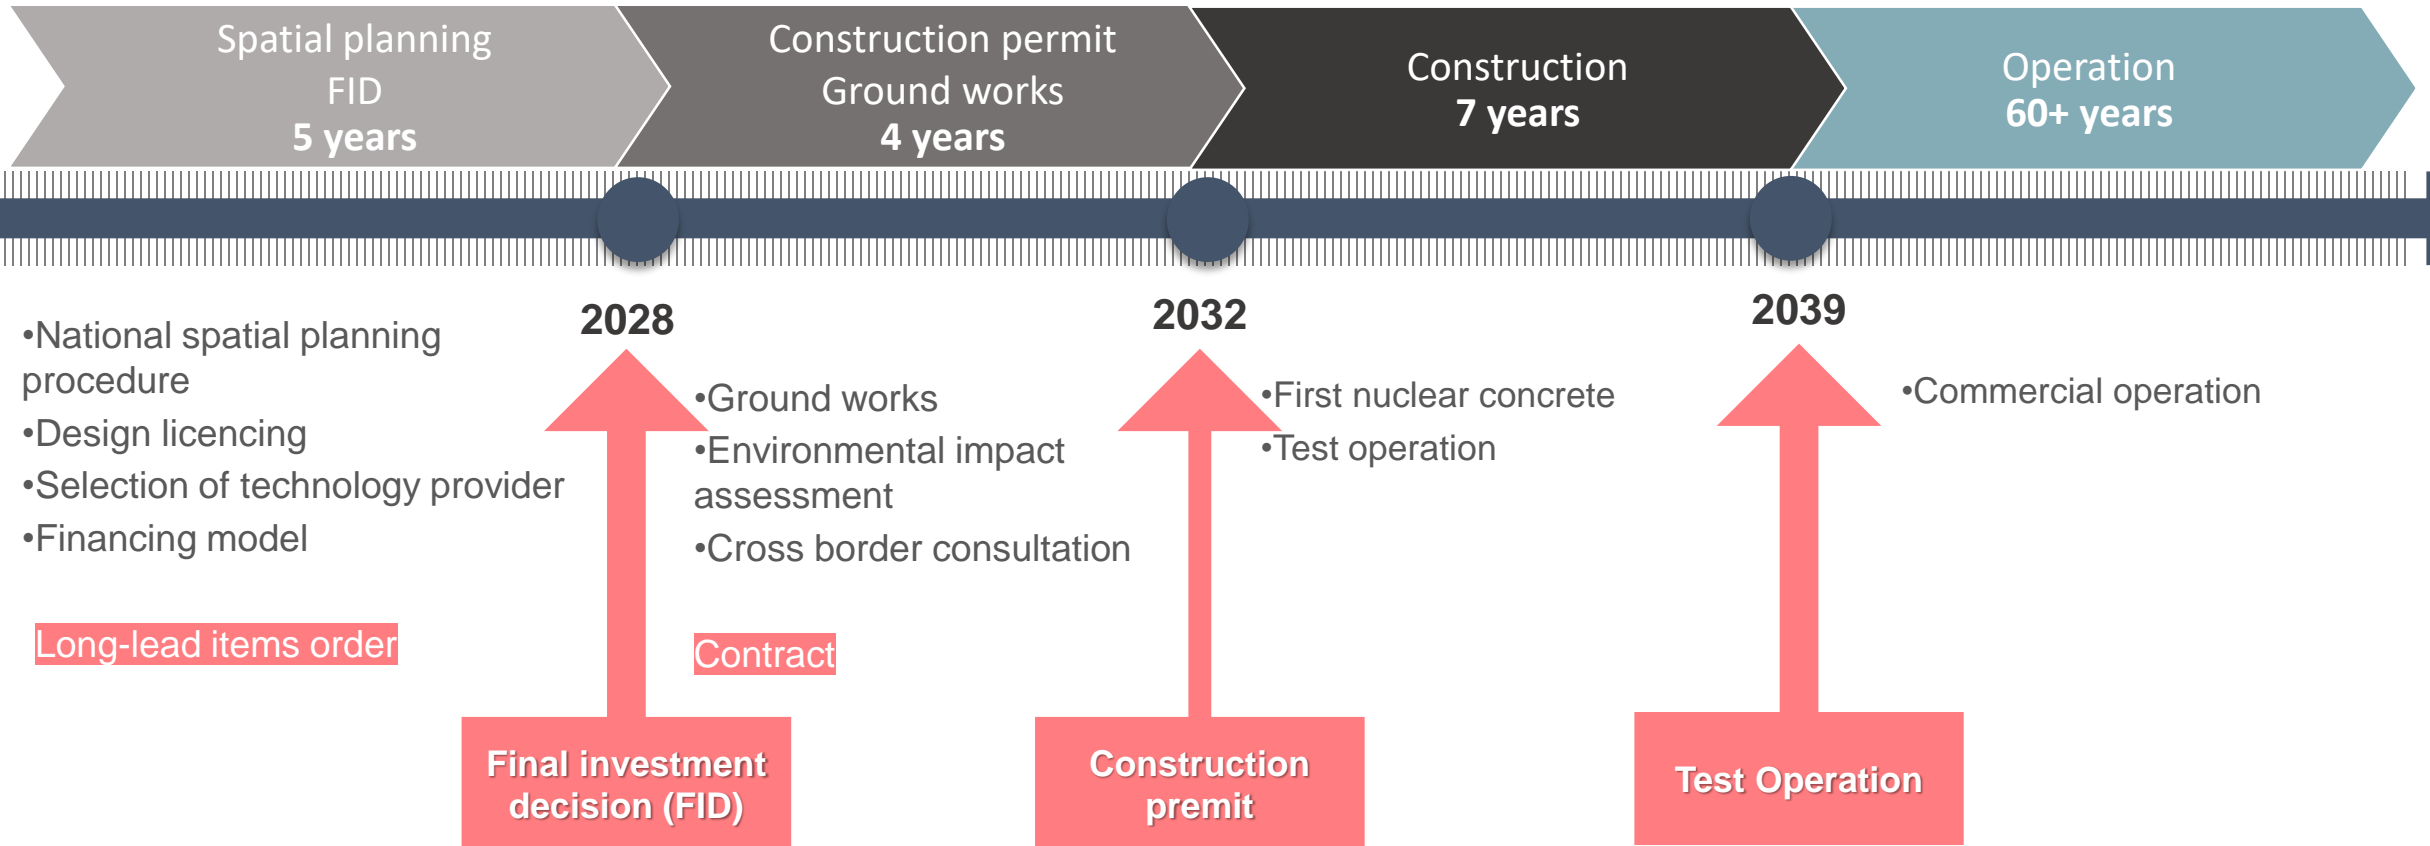 Spatial planning
FID
5 years
Construction permit
Ground works
4 years
Construction
7 years
Operation
60+ years
2028
2032
2039
•National spatial planning
procedure
•Design licencing
•Selection of technology provider
•Financing model
Long-lead items order
•Ground works
•Environmental impact
assessment
•Cross border consultation
Contract
•First nuclear concrete
•Test operation
•Commercial operation
Final investment
decision (FID)
Construction
premit
Test Operation